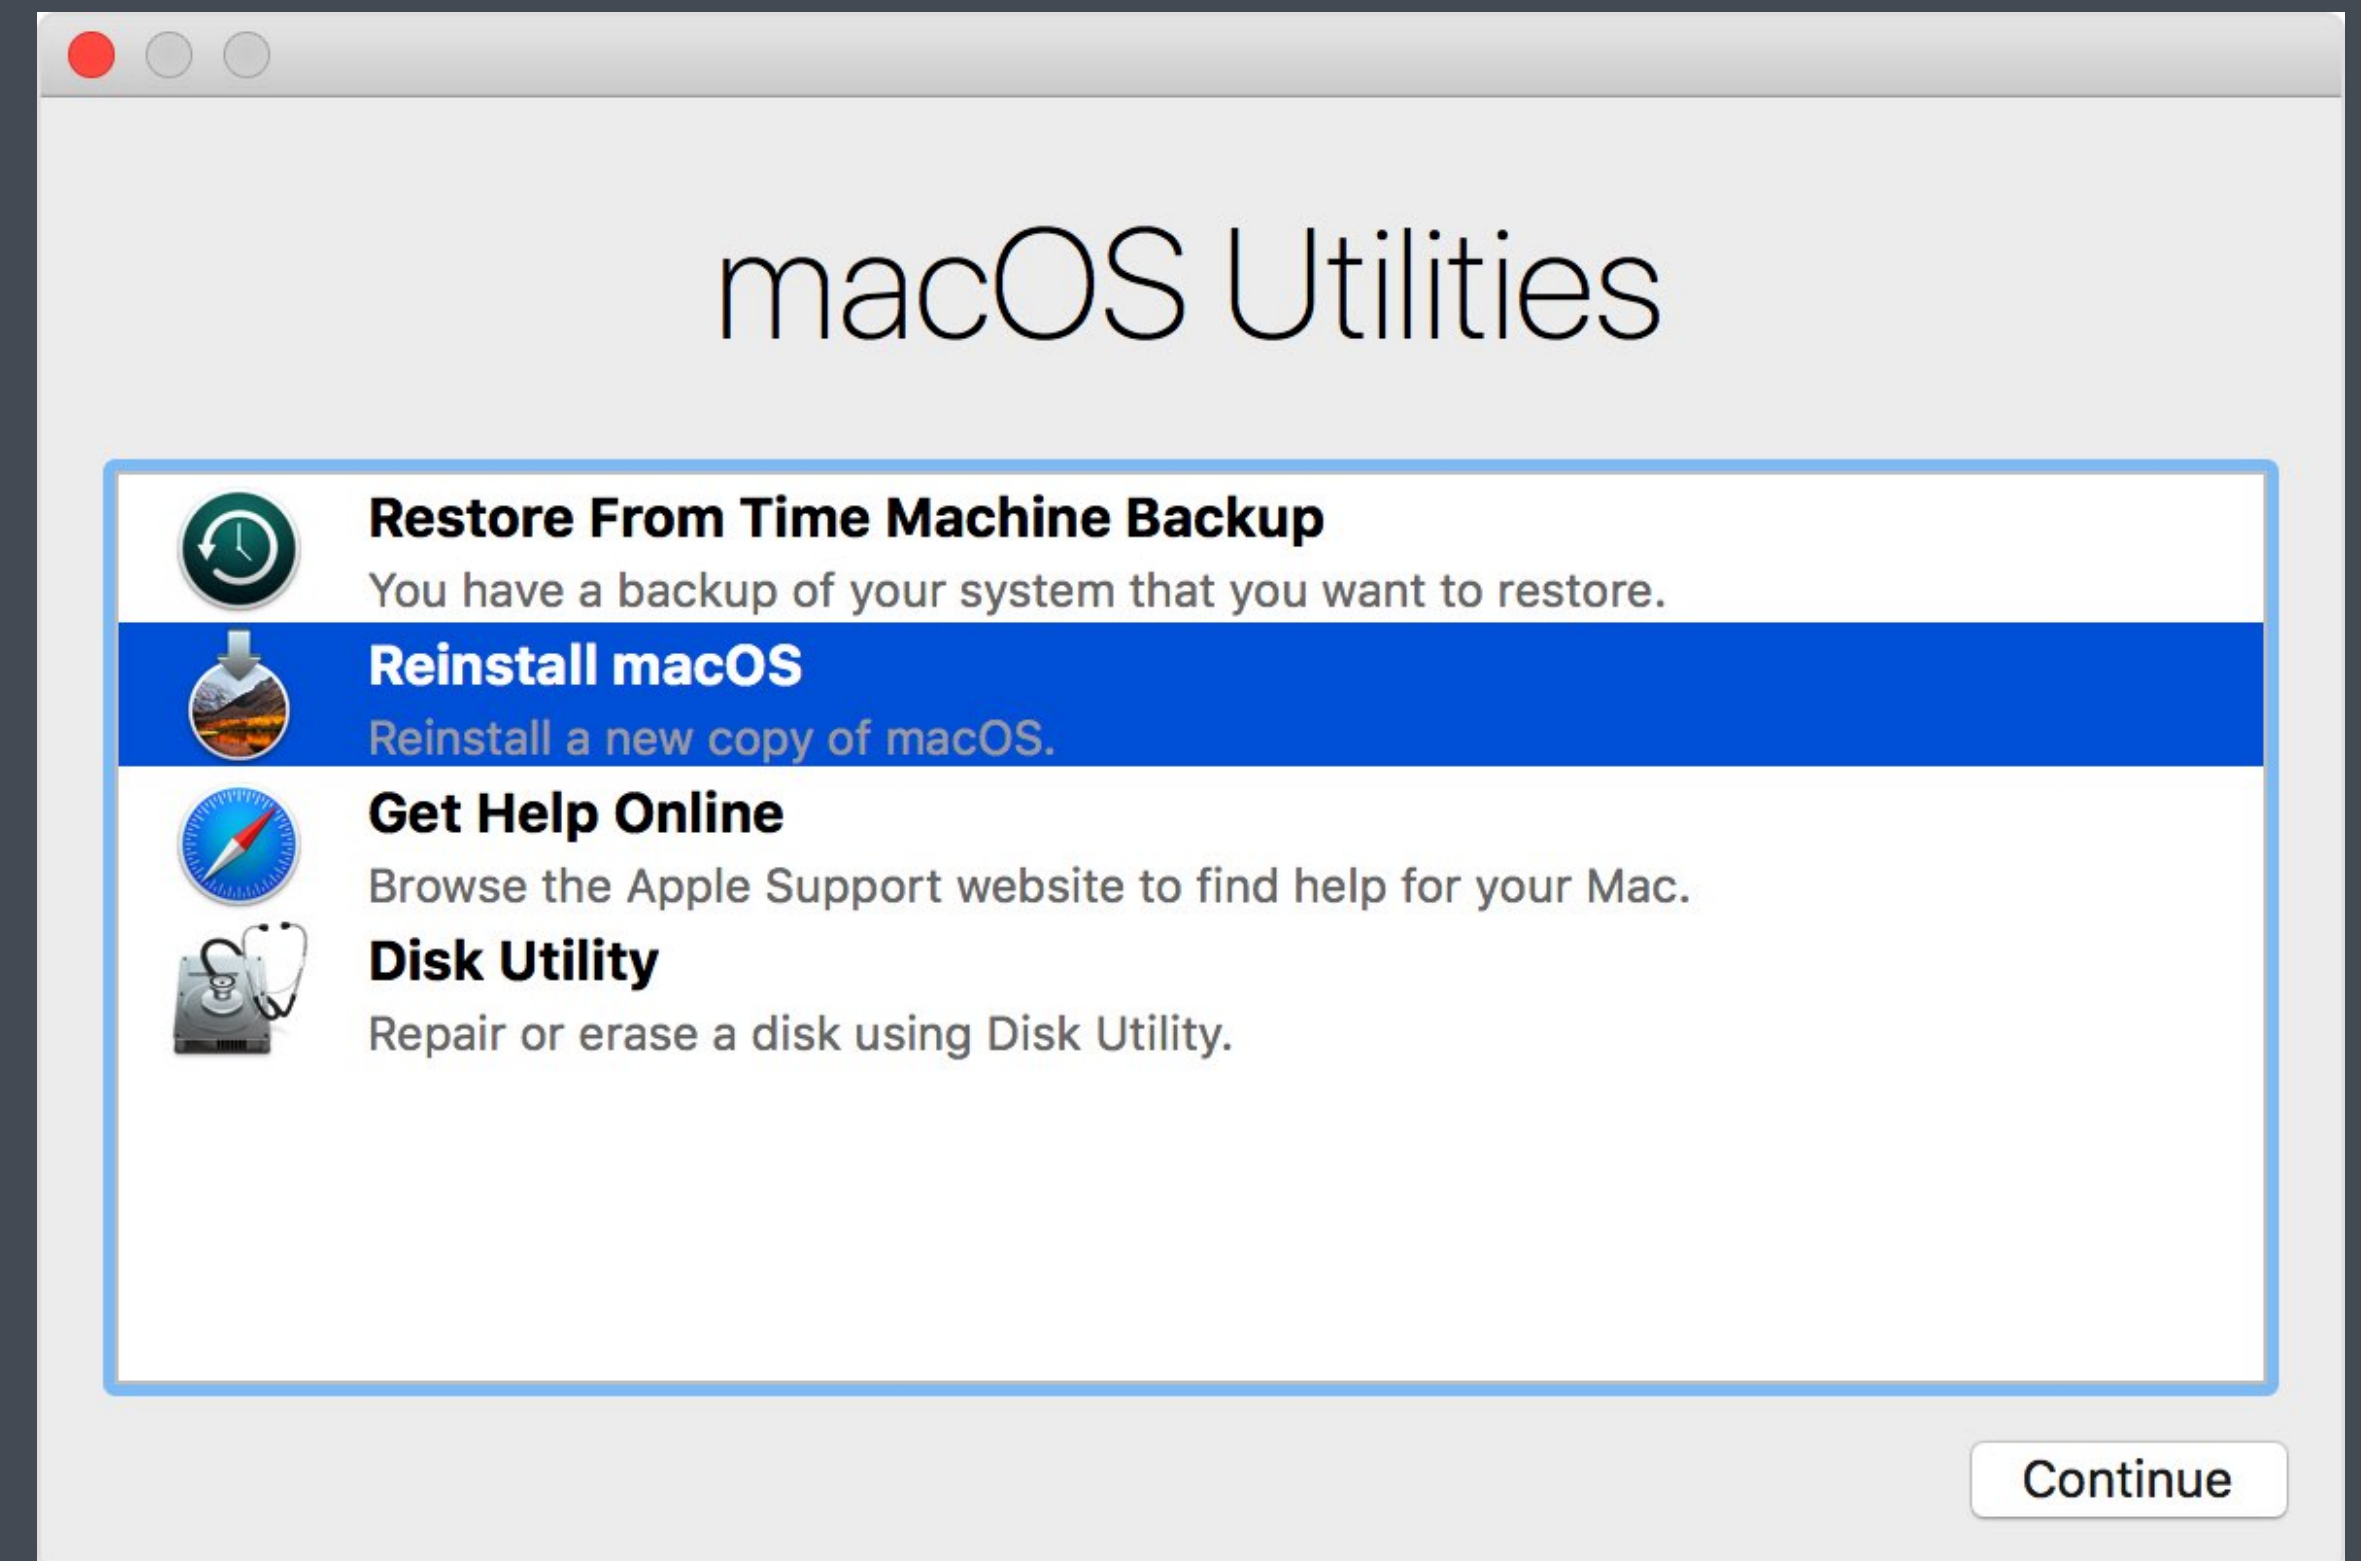 macOS Utilities
Restore From Time Machine Backup
You have a backup of your system that you want to restore.
Reinstall macOS
Reinstall a new copy of macOS.
Get Help Online
Browse the Apple Support website to find help for your Mac.
Disk Utility
Repair or erase a disk using Disk Utility.
Continue